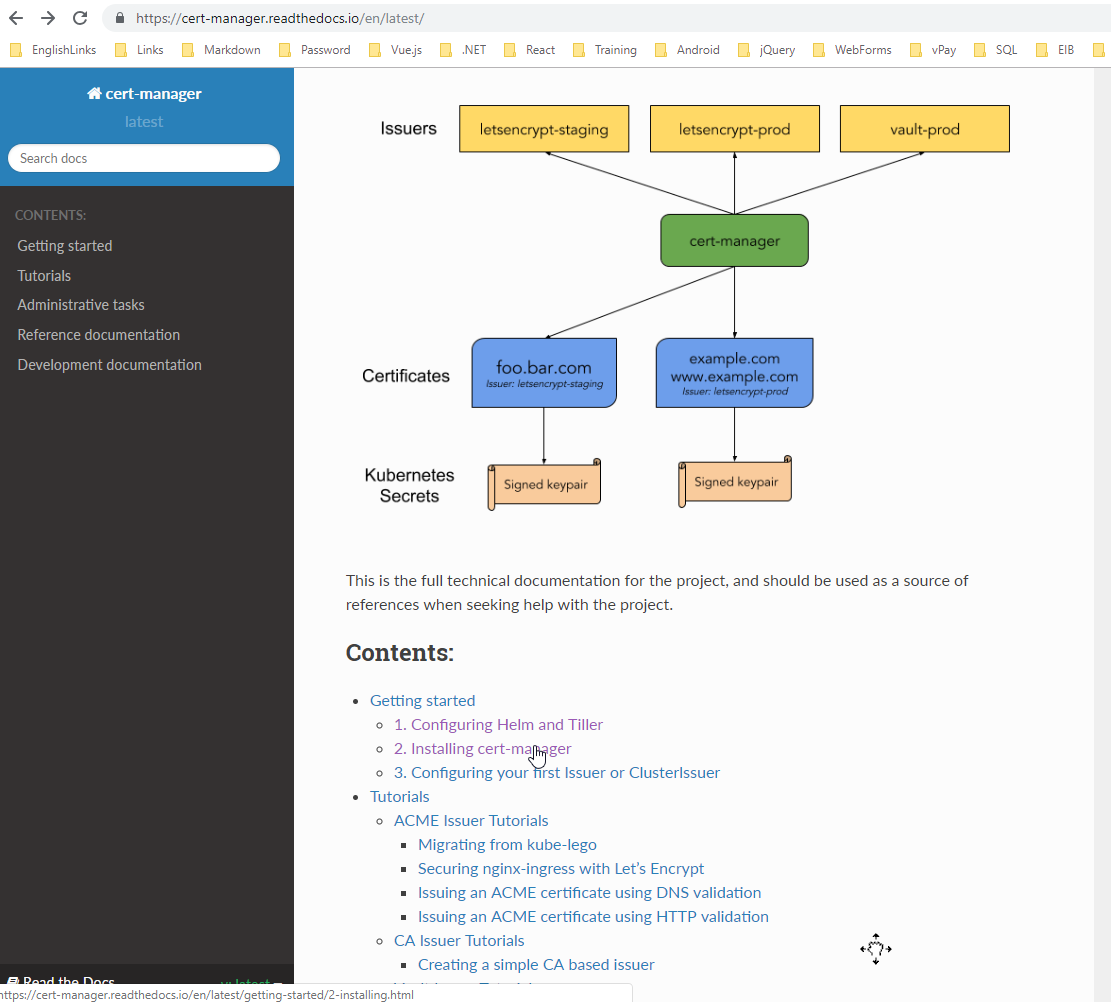 https://cert-manager.readthedocs.io/en/latest/
EnglishLinks Links Markdown Password Vue.js .NET React Training Android jQuery WebForms vPay SQL EIB
cert-manager
latest
Search docs
CONTENTS:
Getting started
Tutorials
Administrative tasks
Reference documentation
Development documentation
Issuers letsencrypt-staging letsencrypt-prod vault-prod
cert-manager
Certificates
foo.bar.com
Issuer: letsencrypt-staging
example.com
www.example.com
Issuer: letsencrypt-prod
Kubernetes
Secrets
Signed keypair
Signed keypair
This is the full technical documentation for the project, and should be used as a source of
references when seeking help with the project.
Contents:
Getting started
1. Configuring Helm and Tiller
2. Installing cert-manager
3. Configuring your first Issuer or ClusterIssuer
Tutorials
ACME Issuer Tutorials
Migrating from kube-lego
Securing nginx-ingress with Let's Encrypt
Issuing an ACME certificate using DNS validation
Issuing an ACME certificate using HTTP validation
CA Issuer Tutorials
Creating a simple CA based issuer
Read the Docs
https://cert-manager.readthedocs.io/en/latest/getting-started/2-installing.html